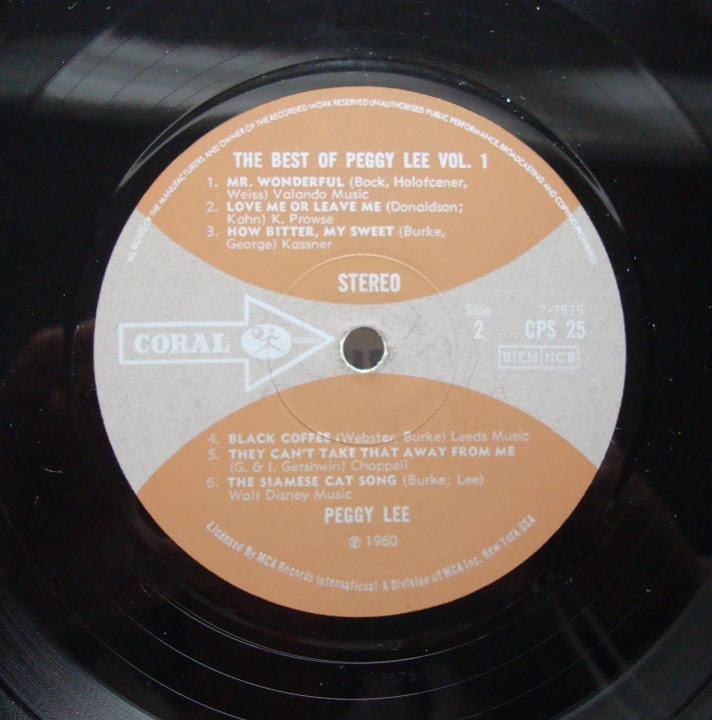 ALL RIGHTS OF THE MANUFACTURERS AND OWNER OF THE RECORDED WORK RESERVED UNAUTHORISED PUBLIC PERFORMANCE, BROADCASTING AND COPYING PROHIBITED
THE BEST OF PEGGY LEE VOL. 1
1. MR. WONDERFUL (Bock, Holofcener,
Weiss) Valando Music
2. LOVE ME OR LEAVE ME (Donaldson;
Kahn) K. Prowse
3. HOW BITTER, MY SWEET (Burke,
George) Kassner
STEREO
CORAL
Side 7-7575
2 CPS 25
BIEM NCB
4. BLACK COFFEE (Webster, Burke) Leeds Music
5. THEY CAN'T TAKE THAT AWAY FROM ME
(G. & I. Gershwin) Chappell
6. THE SIAMESE CAT SONG (Burke; Lee)
Walt Disney Music
PEGGY LEE
℗ 1960
Licensed By MCA Records International A Division of MCA Inc. New York USA